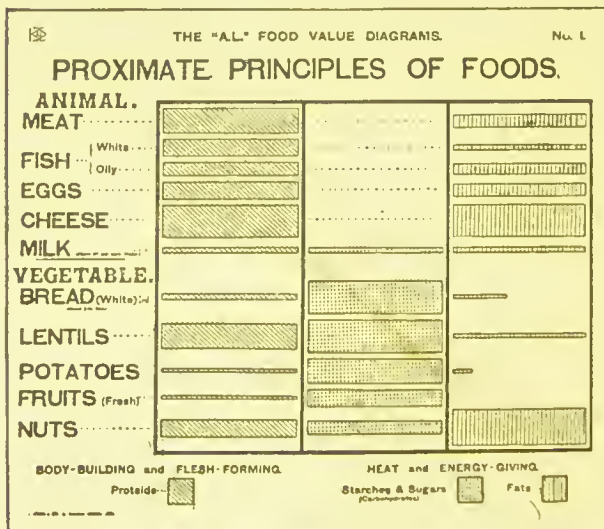 THE "A.L." FOOD VALUE DIAGRAMS. No. I.
PROXIMATE PRINCIPLES OF FOODS.
ANIMAL.
MEAT
FISH White
Oily
EGGS
CHEESE
MILK
VEGETABLE.
BREAD (White)
LENTILS
POTATOES
FRUITS (Fresh)
NUTS
BODY-BUILDING and FLESH-FORMING. HEAT and ENERGY-GIVING.
Proteids Starches & Sugars Fats
(Carbohydrates)